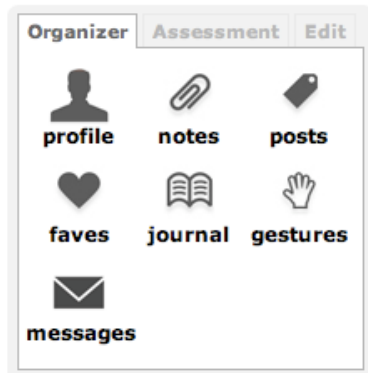 Organizer Assessment Edit
profile notes posts
faves journal gestures
messages